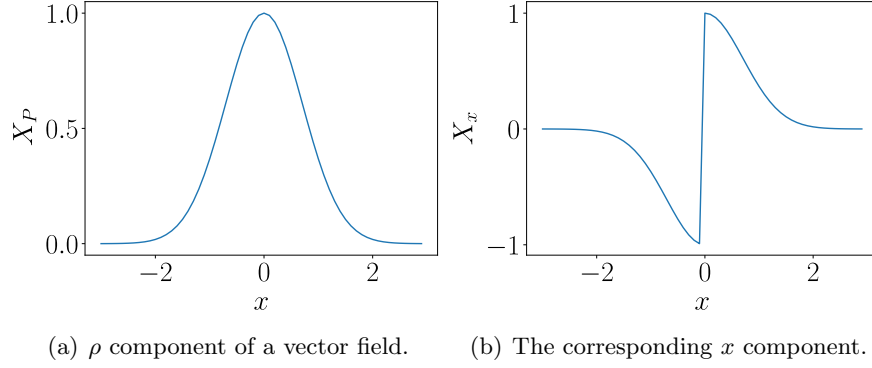 1.0
0.5
0.0
X_P
−2
0
2
x
1
0
−1
X_x
−2
0
2
x
(a) ρ component of a vector field.
(b) The corresponding x component.